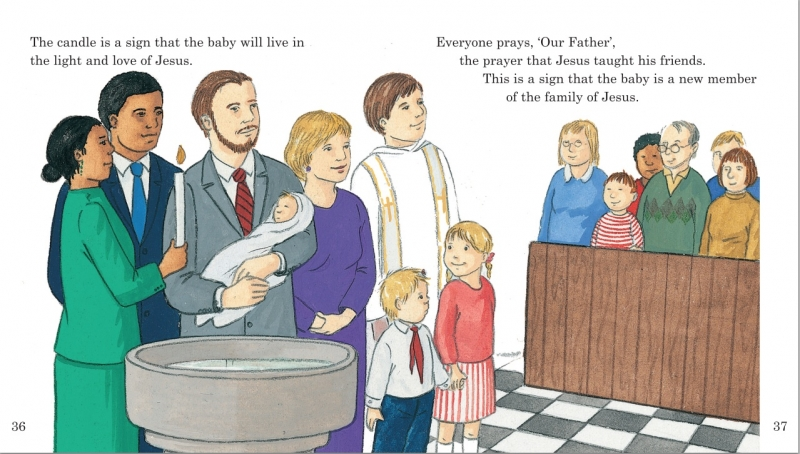 The candle is a sign that the baby will live in
the light and love of Jesus.
Everyone prays, ‘Our Father’,
the prayer that Jesus taught his friends.
This is a sign that the baby is a new member
of the family of Jesus.
36
37